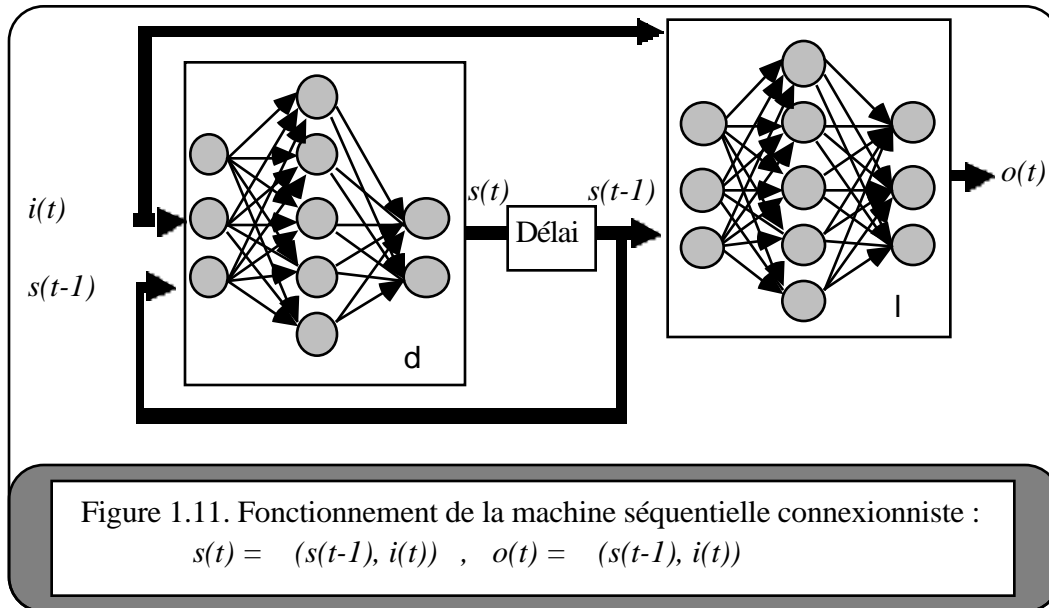 i(t)
s(t-1)
d
s(t)
Délai
s(t-1)
l
o(t)
Figure 1.11. Fonctionnement de la machine séquentielle connexionniste :
s(t) = (s(t-1), i(t)) , o(t) = (s(t-1), i(t))